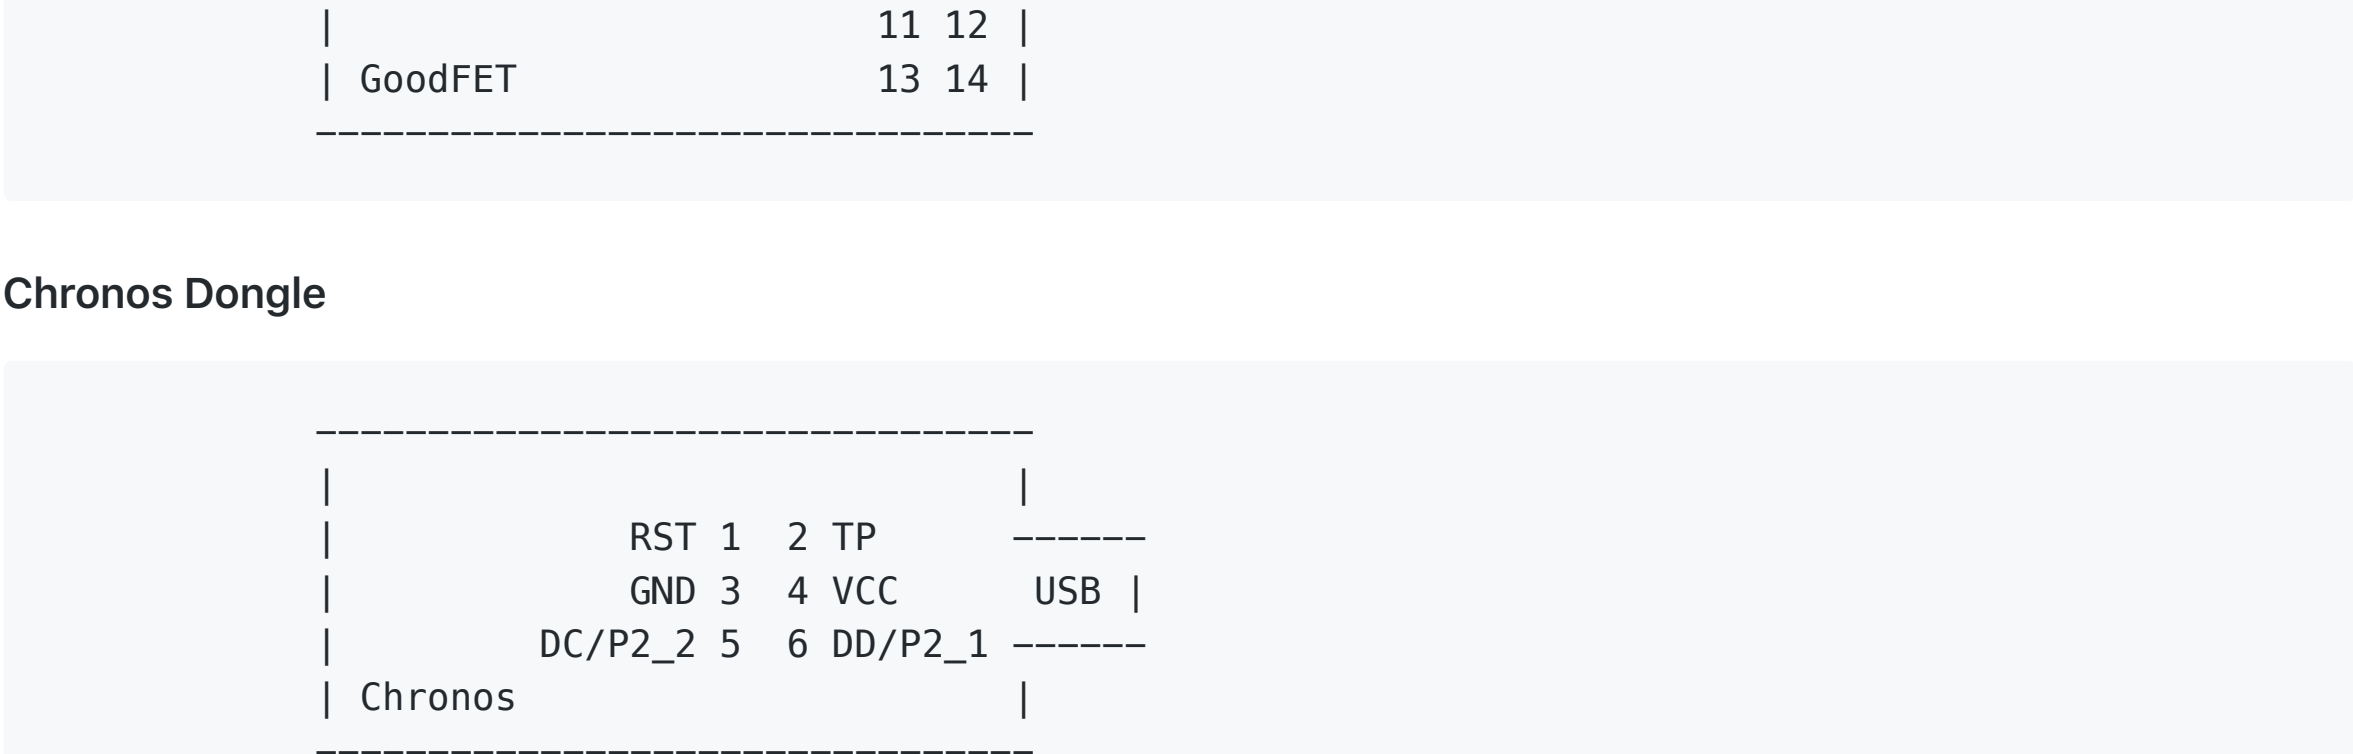 |                         11 12 |
| GoodFET                 13 14 |
--------------------------------
Chronos Dongle
--------------------------------
|                               |
|              RST 1  2 TP      ------
|              GND 3  4 VCC      USB |
|          DC/P2_2 5  6 DD/P2_1 ------
| Chronos                       |
--------------------------------